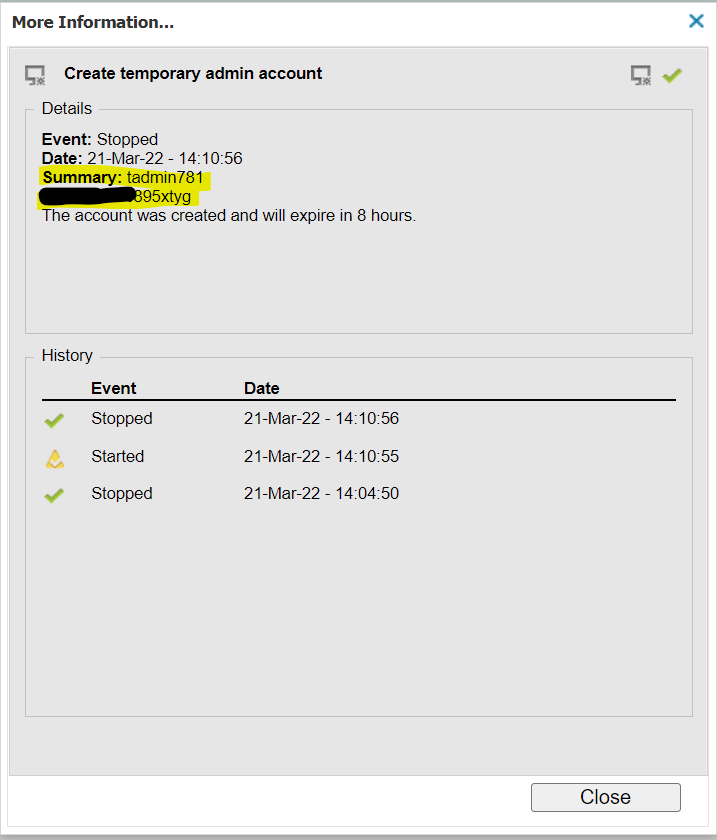 More Information...
Create temporary admin account
Details
Event: Stopped
Date: 21-Mar-22 - 14:10:56
Summary: tadmin781
895xtyg
The account was created and will expire in 8 hours.
History
Event Date
Stopped 21-Mar-22 - 14:10:56
Started 21-Mar-22 - 14:10:55
Stopped 21-Mar-22 - 14:04:50
Close